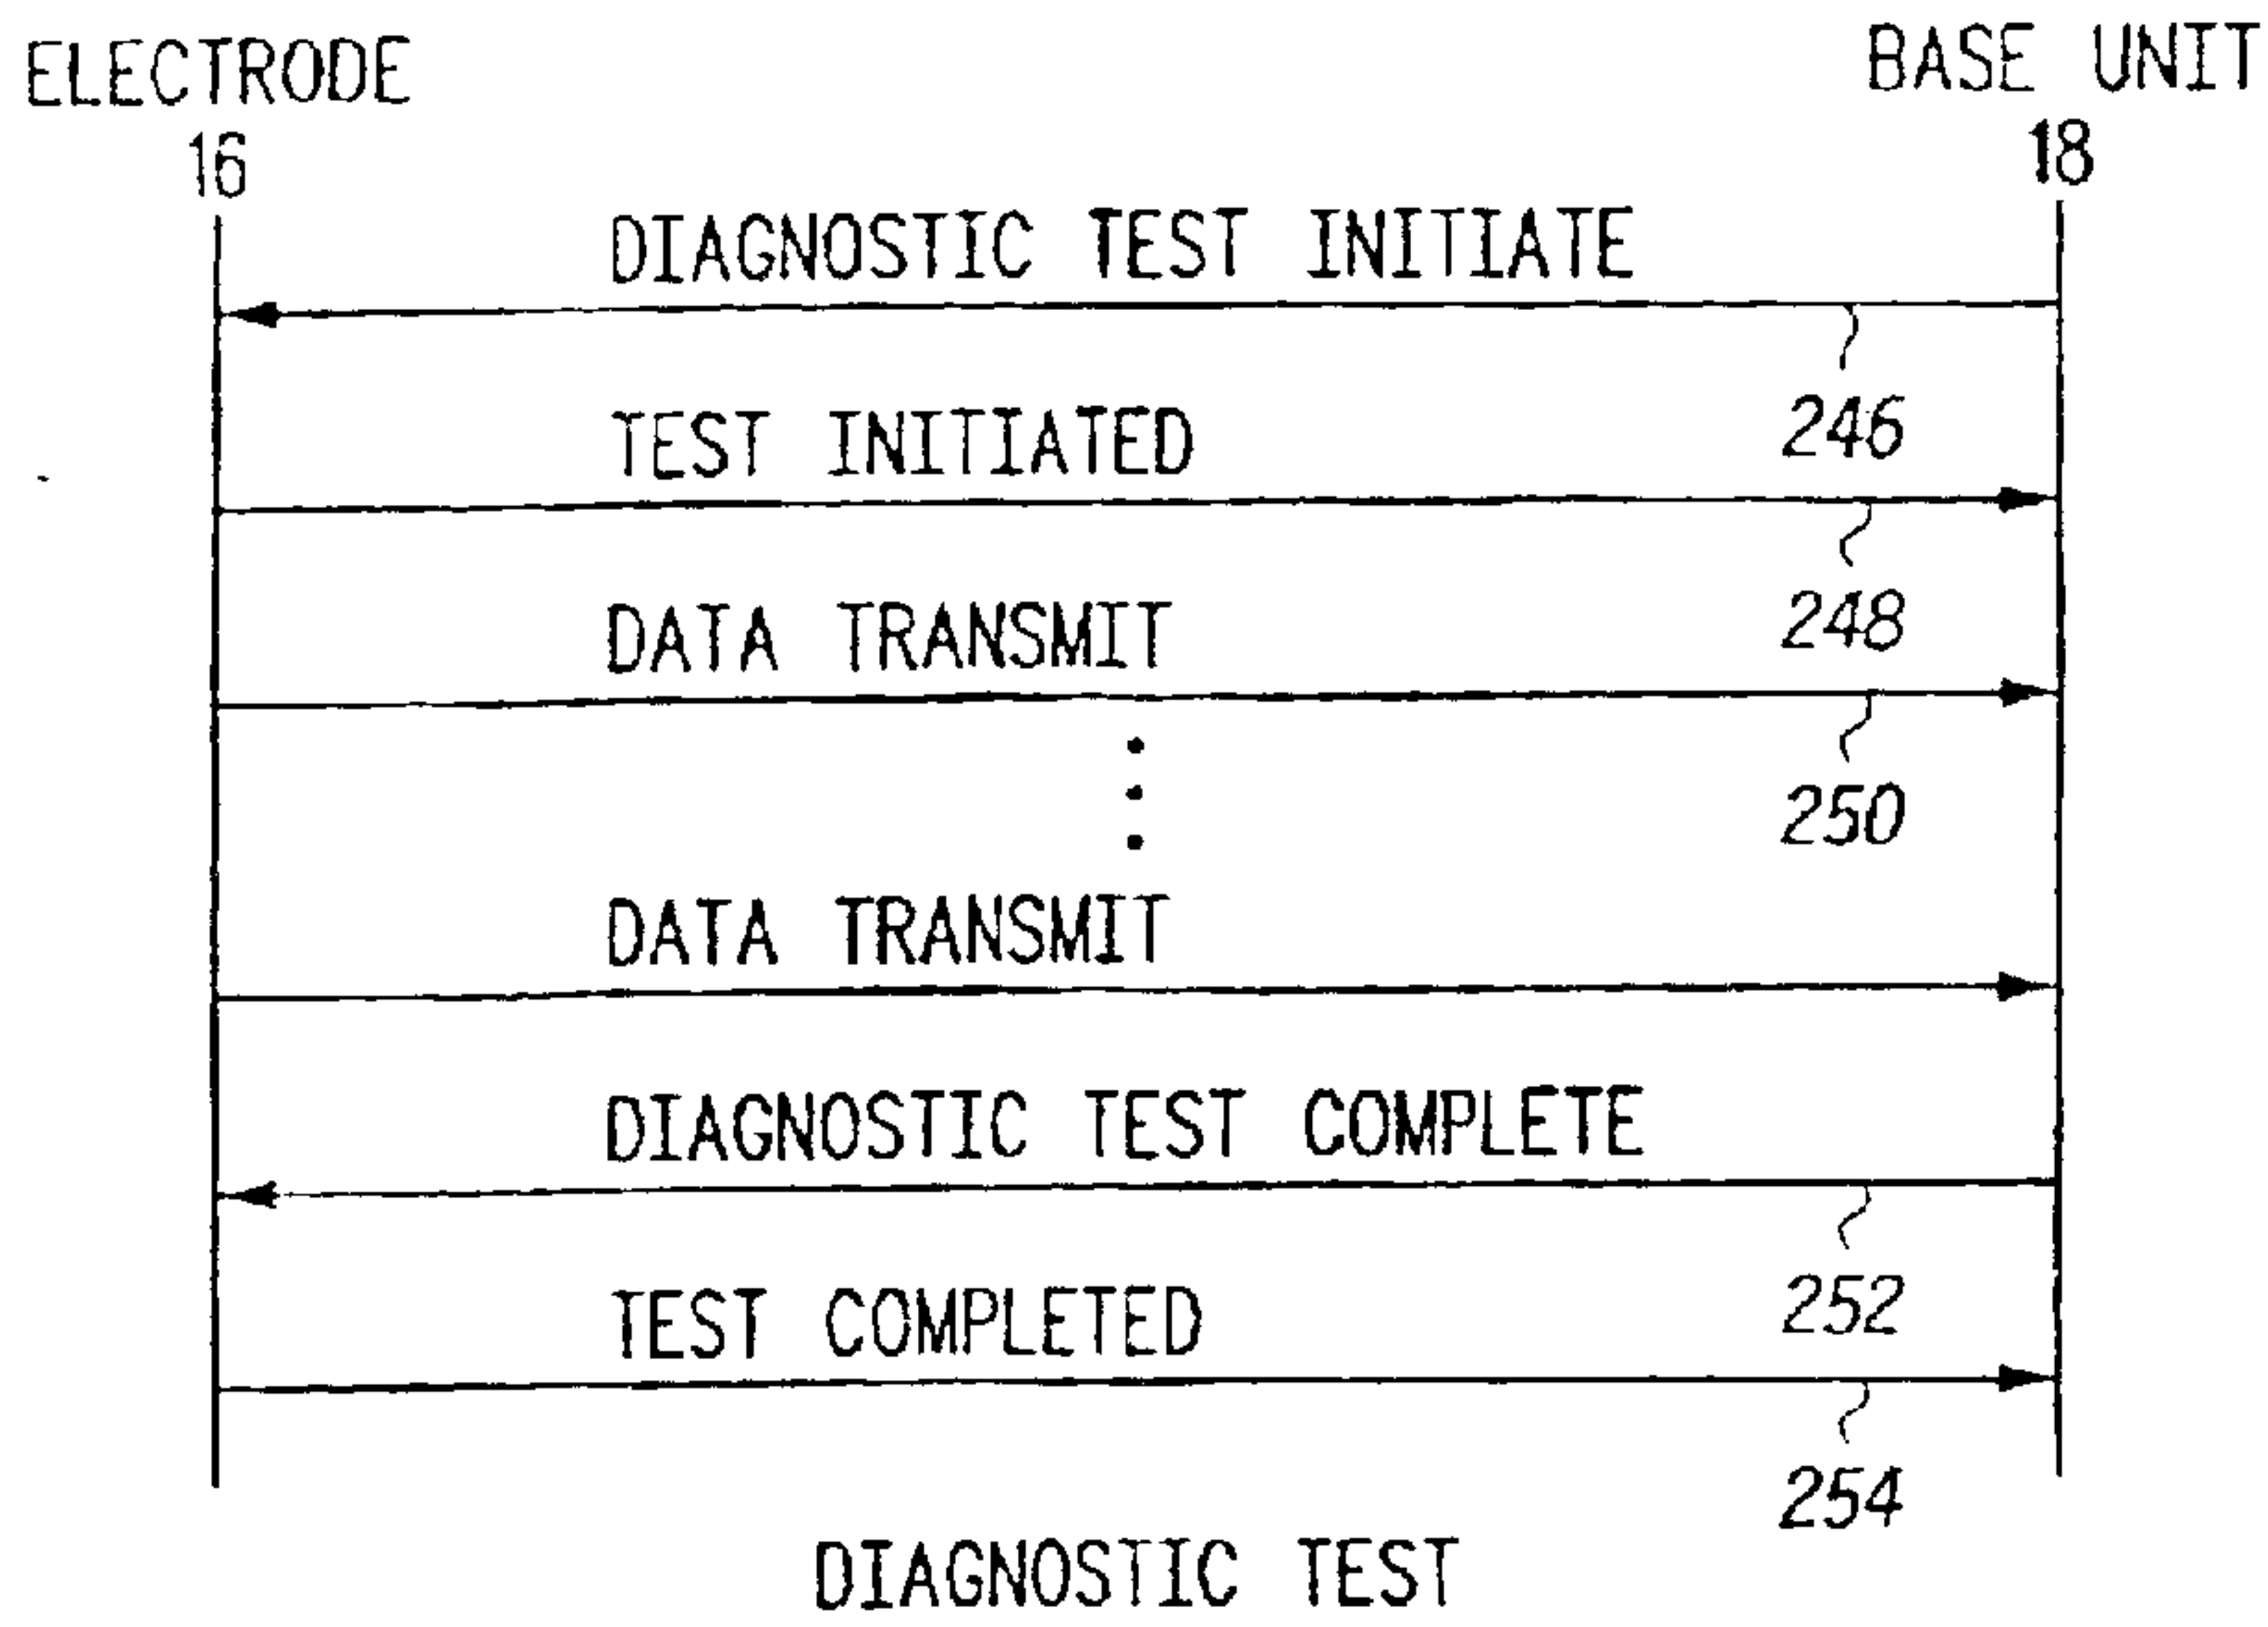 ELECTRODE
16
BASE UNIT
18
DIAGNOSTIC TEST INITIATE
246
TEST INITIATED
248
DATA TRANSMIT
250
DATA TRANSMIT
DIAGNOSTIC TEST COMPLETE
252
TEST COMPLETED
254
DIAGNOSTIC TEST